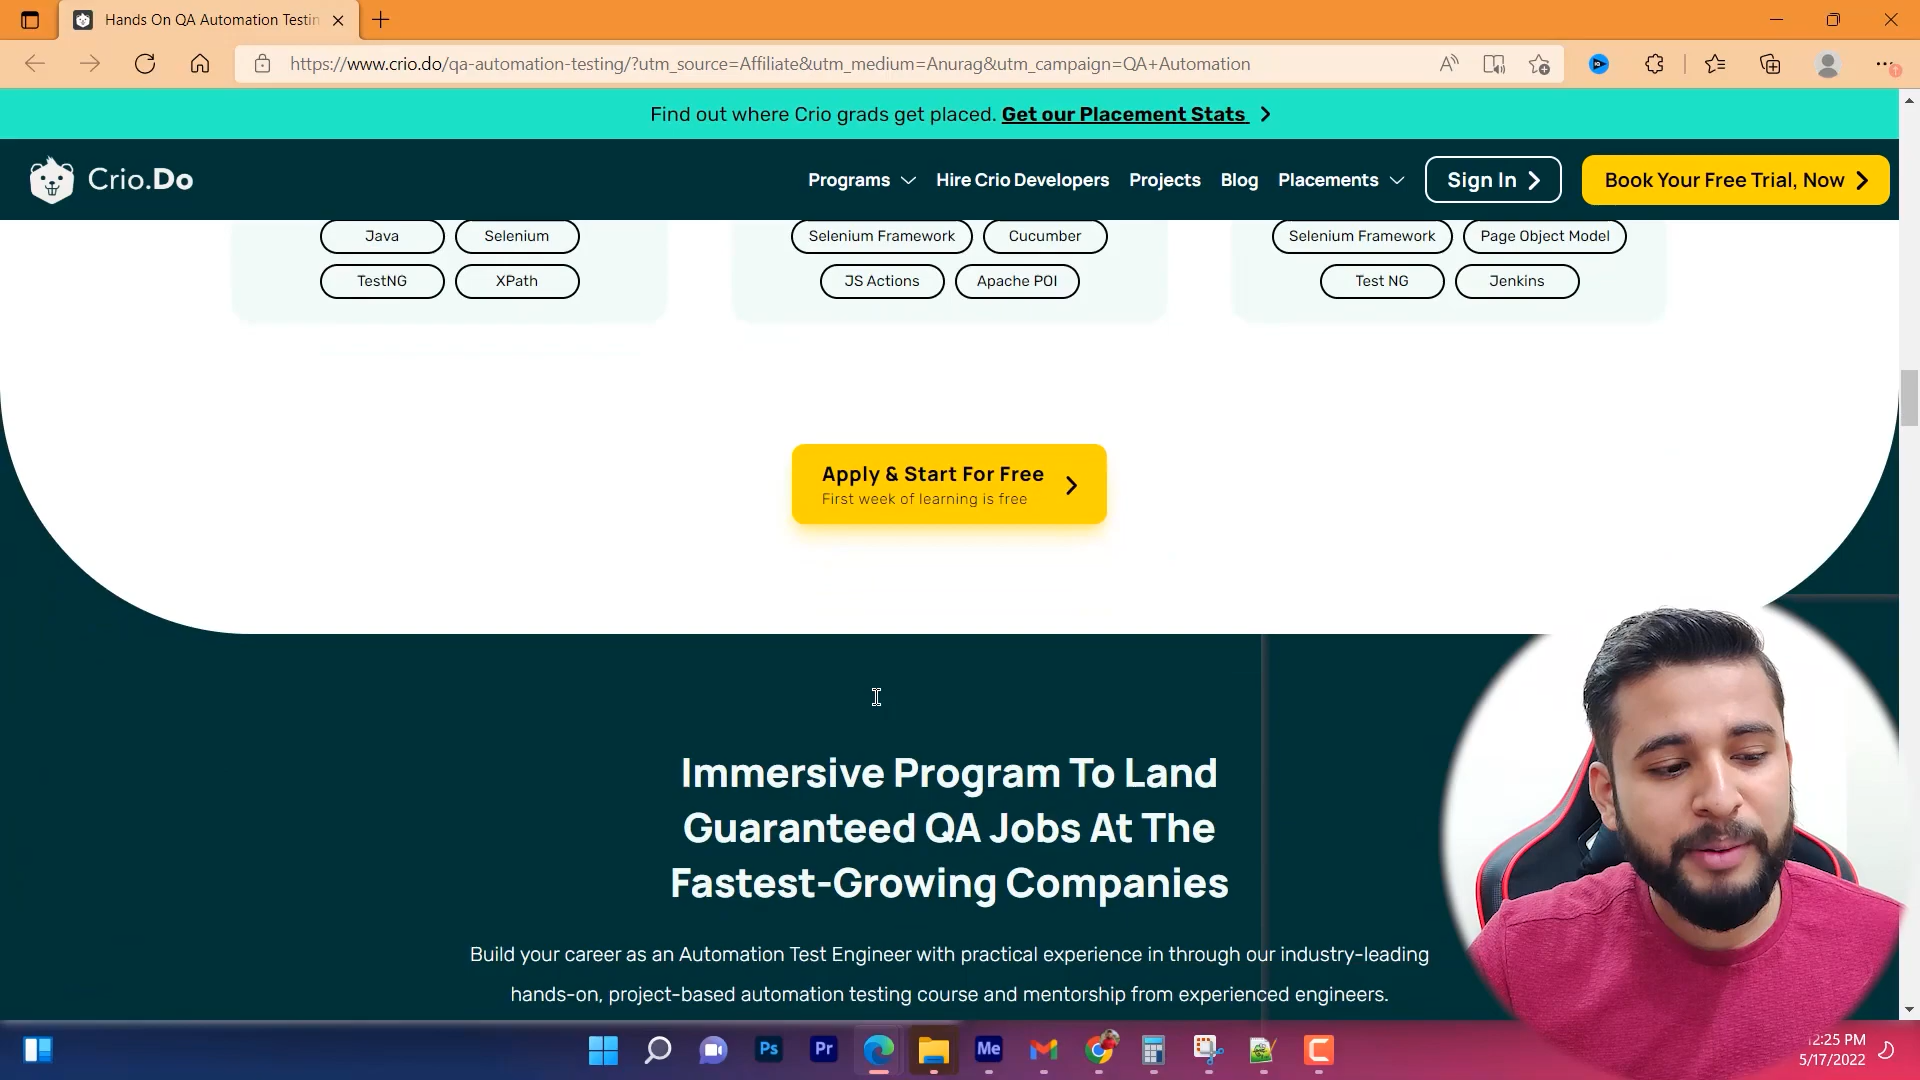 Hands On QA Automation Testin
https://www.crio.do/qa-automation-testing/?utm_source=Affiliate&utm_medium=Anurag&utm_campaign=QA+Automation
Find out where Crio grads get placed. Get our Placement Stats
Crio.Do
Programs
Hire Crio Developers
Projects
Blog
Placements
Sign In
Book Your Free Trial, Now
Java
Selenium
TestNG
XPath
Selenium Framework
Cucumber
JS Actions
Apache POI
Selenium Framework
Page Object Model
Test NG
Jenkins
Apply & Start For Free
First week of learning is free
Immersive Program To Land
Guaranteed QA Jobs At The
Fastest-Growing Companies
Build your career as an Automation Test Engineer with practical experience in through our industry-leading
hands-on, project-based automation testing course and mentorship from experienced engineers.
Ps
Pr
Me
12:25 PM
5/17/2022